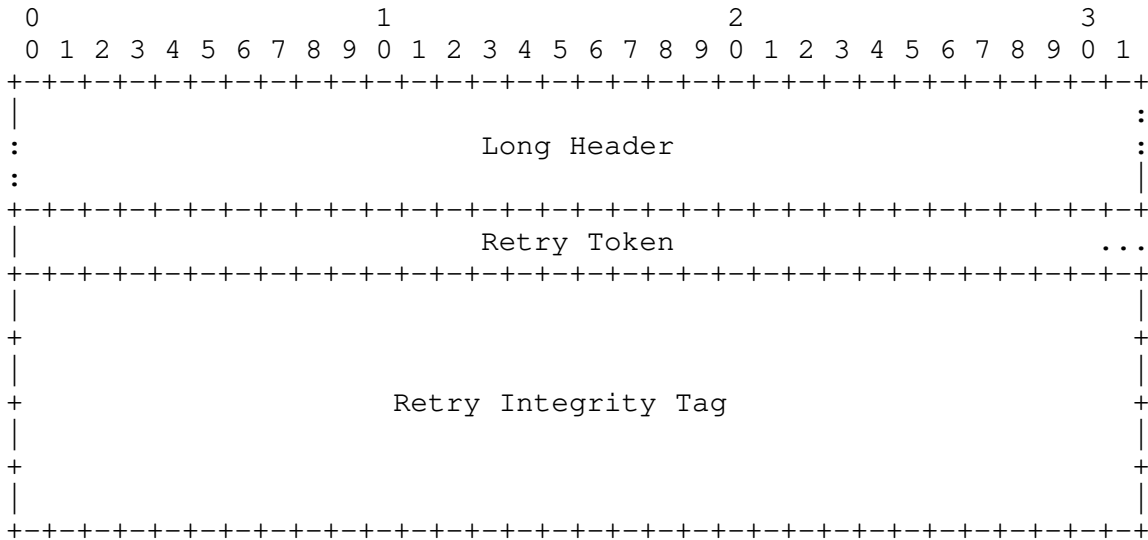 0                   1                   2                   3
 0 1 2 3 4 5 6 7 8 9 0 1 2 3 4 5 6 7 8 9 0 1 2 3 4 5 6 7 8 9 0 1
+-+-+-+-+-+-+-+-+-+-+-+-+-+-+-+-+-+-+-+-+-+-+-+-+-+-+-+-+-+-+-+-+
|                                                               :
:                          Long Header                          :
:                                                               |
+-+-+-+-+-+-+-+-+-+-+-+-+-+-+-+-+-+-+-+-+-+-+-+-+-+-+-+-+-+-+-+-+
|                          Retry Token                        ...
+-+-+-+-+-+-+-+-+-+-+-+-+-+-+-+-+-+-+-+-+-+-+-+-+-+-+-+-+-+-+-+-+
|                                                               |
+                                                               +
|                                                               |
+                     Retry Integrity Tag                       +
|                                                               |
+                                                               +
|                                                               |
+-+-+-+-+-+-+-+-+-+-+-+-+-+-+-+-+-+-+-+-+-+-+-+-+-+-+-+-+-+-+-+-+